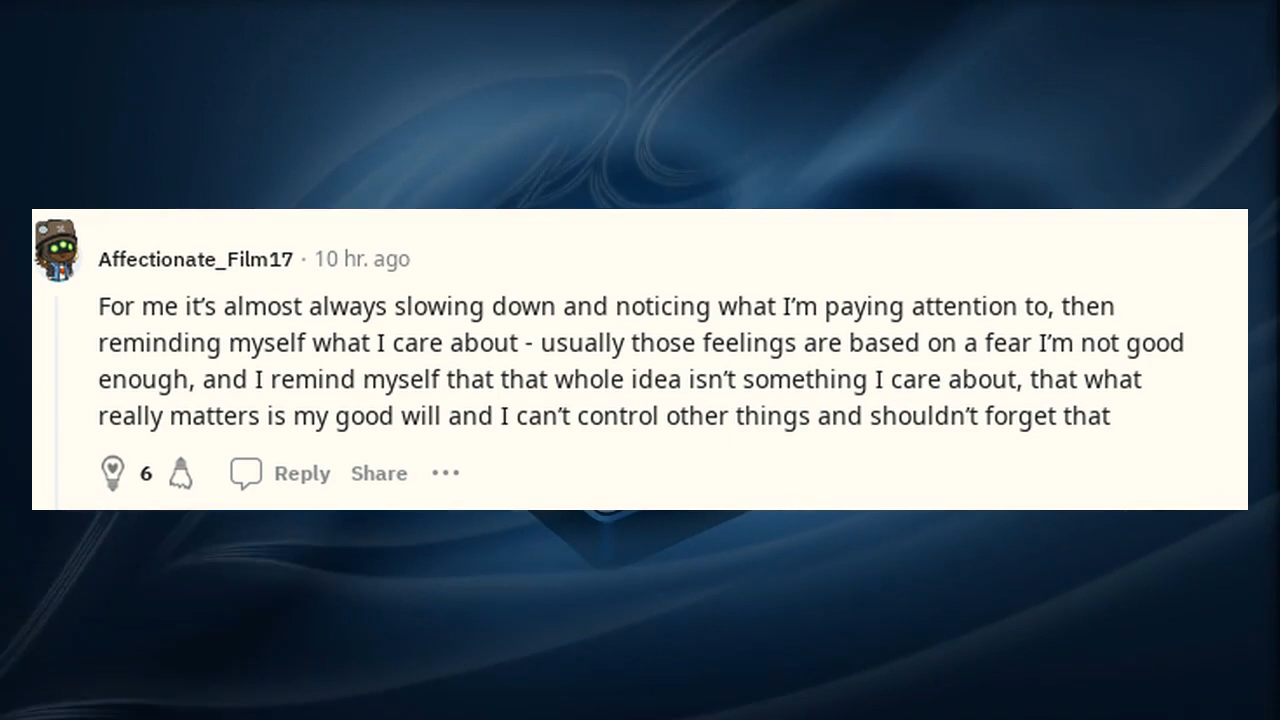 Affectionate_Film17 · 10 hr. ago
For me it’s almost always slowing down and noticing what I’m paying attention to, then
reminding myself what I care about - usually those feelings are based on a fear I’m not good
enough, and I remind myself that that whole idea isn’t something I care about, that what
really matters is my good will and I can’t control other things and shouldn’t forget that
6 Reply Share •••